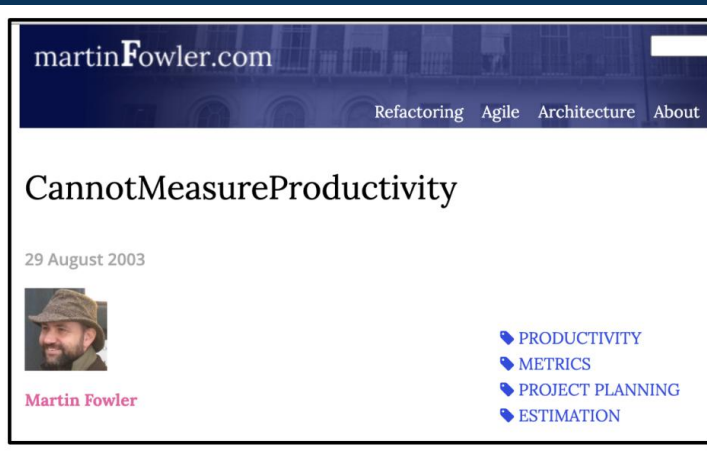 martinFowler.com
Refactoring Agile Architecture About
CannotMeasureProductivity
29 August 2003
PRODUCTIVITY
METRICS
PROJECT PLANNING
ESTIMATION
Martin Fowler